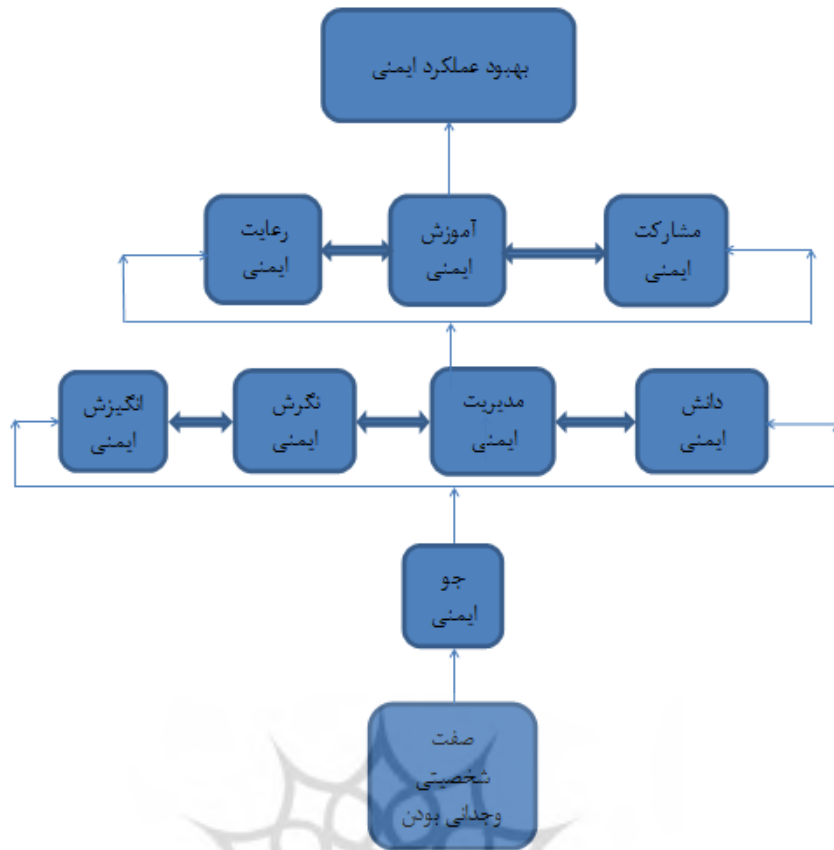 بهبود عملکرد ایمنی
مشارکت
ایمنی
آموزش
ایمنی
رعایت
ایمنی
دانش
ایمنی
مدیریت
ایمنی
نگرش
ایمنی
انگیزش
ایمنی
جو
ایمنی
صفت
شخصیتی
وجدانی بودن